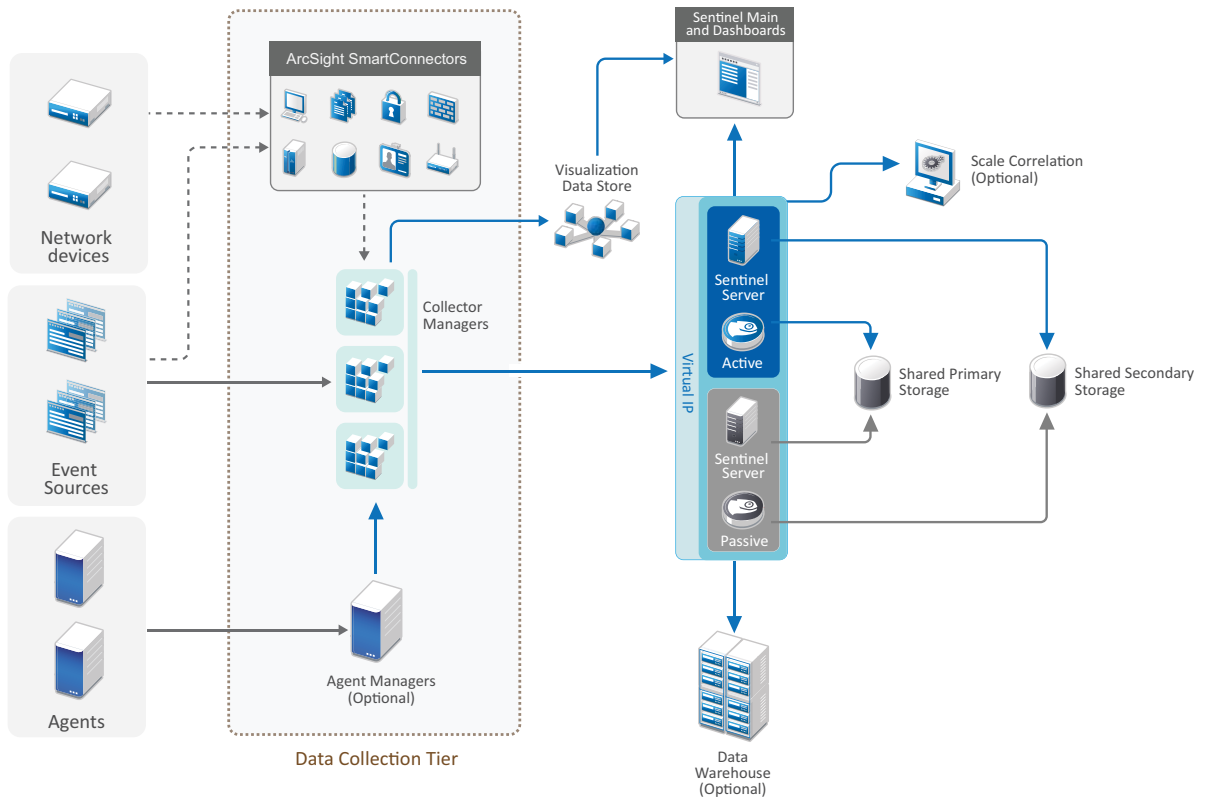 Sentinel Main
and Dashboards
ArcSight SmartConnectors
Network
devices
Visualization
Data Store
Scale Correlation
(Optional)
Collector
Managers
Sentinel
Server
Active
Virtual IP
Shared Primary
Storage
Shared Secondary
Storage
Event
Sources
Sentinel
Server
Passive
Agents
Agent Managers
(Optional)
Data Collection Tier
Data
Warehouse
(Optional)